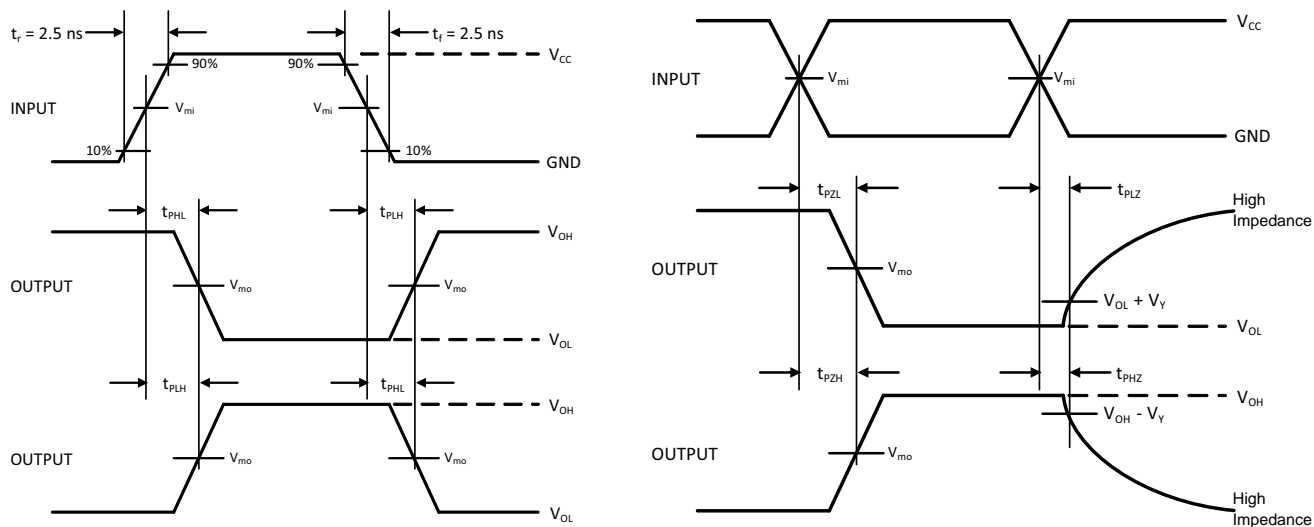 t_r = 2.5 ns
t_f = 2.5 ns
V_CC
90%
90%
INPUT
V_mi
V_mi
10%
10%
GND
t_PHL
t_PLH
V_OH
OUTPUT
V_mo
V_mo
V_OL
t_PLH
t_PHL
V_OH
OUTPUT
V_mo
V_mo
V_OL
V_CC
INPUT
V_mi
V_mi
GND
t_PZL
t_PLZ
High
Impedance
OUTPUT
V_mo
V_OL + V_Y
V_OL
t_PZH
t_PHZ
V_OH
V_OH - V_Y
OUTPUT
V_mo
High
Impedance